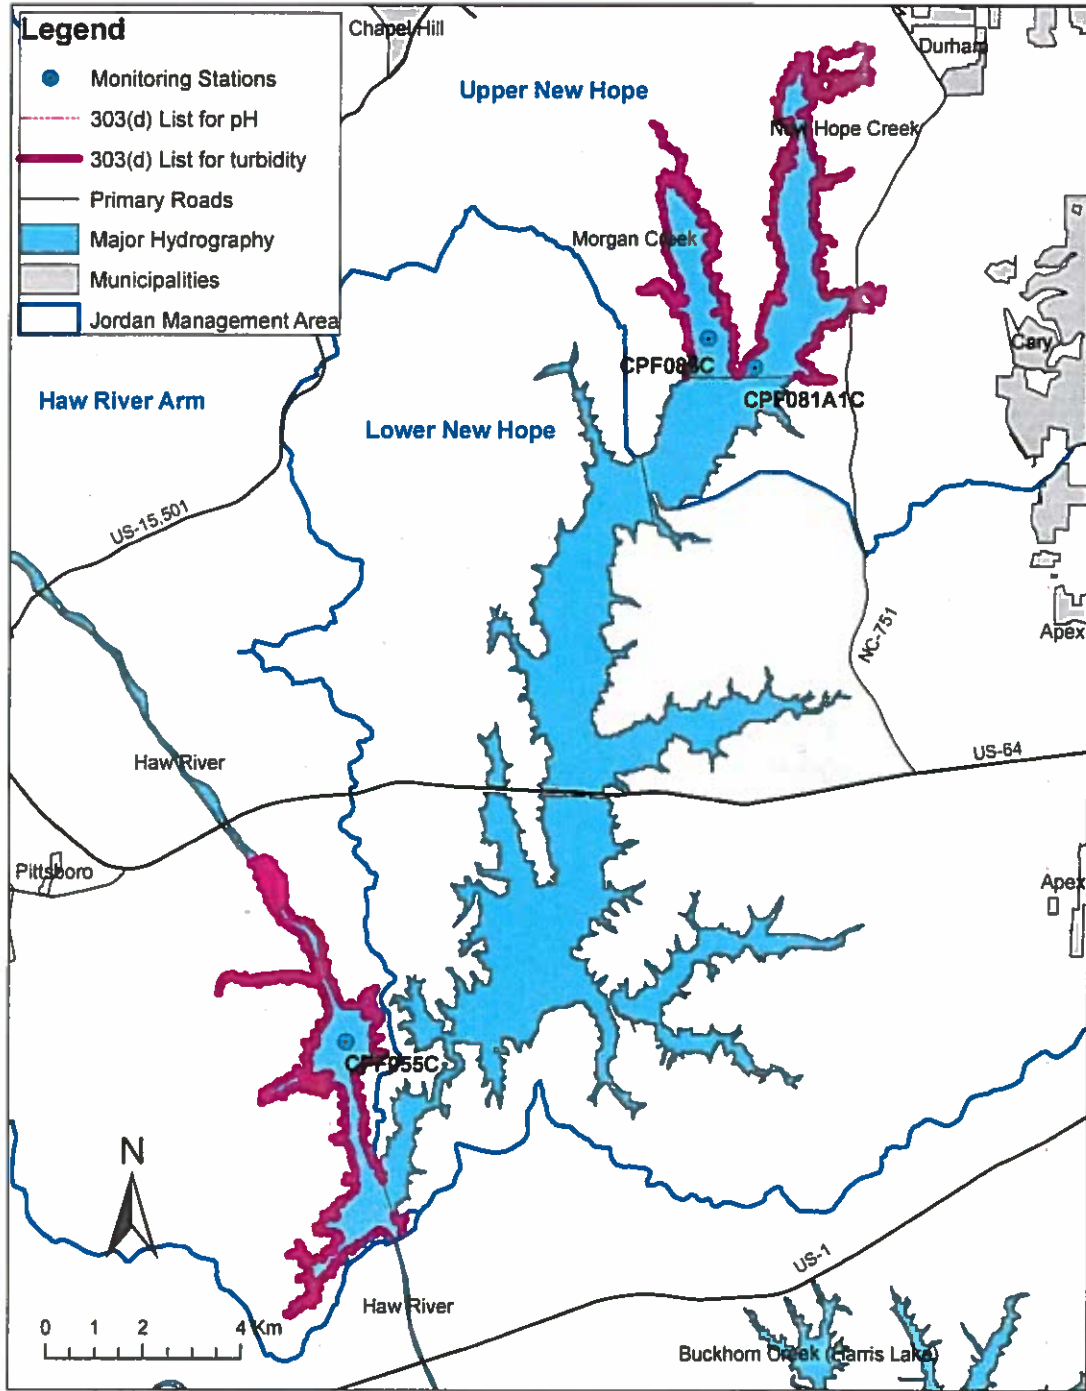 Legend
Monitoring Stations
303(d) List for pH
303(d) List for turbidity
Primary Roads
Major Hydrography
Municipalities
Jordan Management Area
Chapel Hill
Durham
Upper New Hope
New Hope Creek
Morgan Creek
Cary
CPF081A1C
Haw River Arm
Lower New Hope
US-15,501
NC-751
Apex
US-64
Haw River
Pittsboro
Apex
CPF055C
N
US-1
0 1 2 4 Km
Haw River
Buckhorn Creek (Harris Lake)